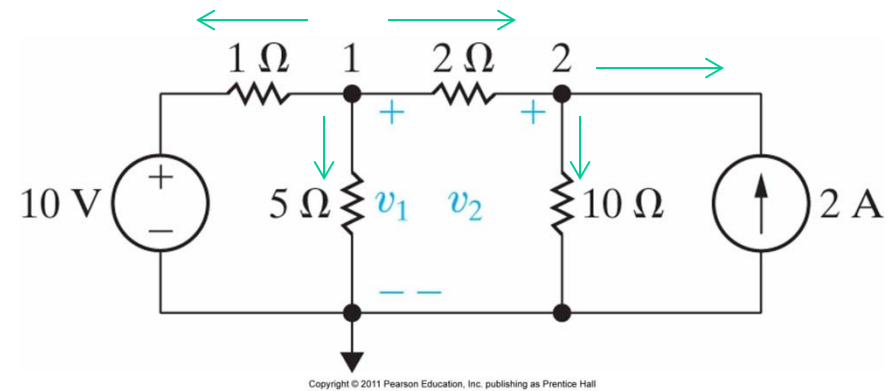 1 Ω 1 2 Ω 2
+ +
10 V + − 5 Ω v₁ v₂ 10 Ω 2 A
− −
Copyright © 2011 Pearson Education, Inc. publishing as Prentice Hall